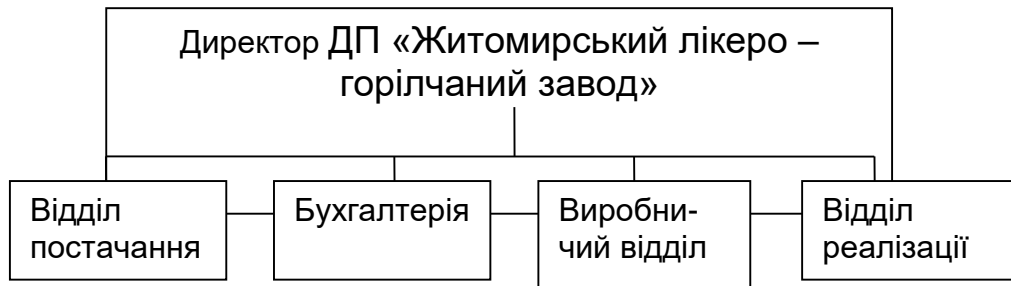 Директор ДП «Житомирський лікеро –
горілчаний завод»
Відділ
постачання
Бухгалтерія
Виробни-
чий відділ
Відділ
реалізації